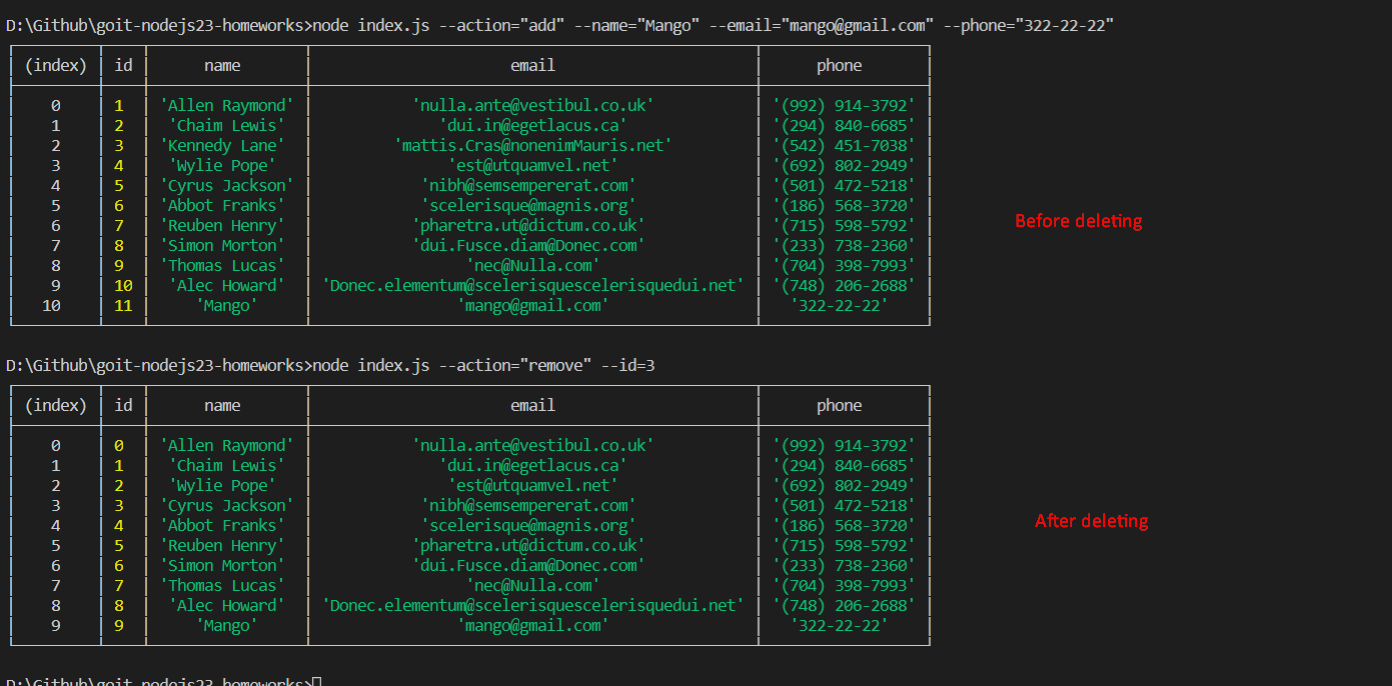 D:\Github\goit-nodejs23-homeworks>node index.js --action="add" --name="Mango" --email="mango@gmail.com" --phone="322-22-22"
(index) id name email phone
0 1 'Allen Raymond' 'nulla.ante@vestibul.co.uk' '(992) 914-3792'
1 2 'Chaim Lewis' 'dui.in@egetlacus.ca' '(294) 840-6685'
2 3 'Kennedy Lane' 'mattis.Cras@nonenimMauris.net' '(542) 451-7038'
3 4 'Wylie Pope' 'est@utquamvel.net' '(692) 802-2949'
4 5 'Cyrus Jackson' 'nibh@semsempererat.com' '(501) 472-5218'
5 6 'Abbot Franks' 'scelerisque@magnis.org' '(186) 568-3720'
6 7 'Reuben Henry' 'pharetra.ut@dictum.co.uk' '(715) 598-5792' Before deleting
7 8 'Simon Morton' 'dui.Fusce.diam@Donec.com' '(233) 738-2360'
8 9 'Thomas Lucas' 'nec@Nulla.com' '(704) 398-7993'
9 10 'Alec Howard' 'Donec.elementum@scelerisquescelerisquedui.net' '(748) 206-2688'
10 11 'Mango' 'mango@gmail.com' '322-22-22'
D:\Github\goit-nodejs23-homeworks>node index.js --action="remove" --id=3
(index) id name email phone
0 0 'Allen Raymond' 'nulla.ante@vestibul.co.uk' '(992) 914-3792'
1 1 'Chaim Lewis' 'dui.in@egetlacus.ca' '(294) 840-6685'
2 2 'Wylie Pope' 'est@utquamvel.net' '(692) 802-2949'
3 3 'Cyrus Jackson' 'nibh@semsempererat.com' '(501) 472-5218'
4 4 'Abbot Franks' 'scelerisque@magnis.org' '(186) 568-3720' After deleting
5 5 'Reuben Henry' 'pharetra.ut@dictum.co.uk' '(715) 598-5792'
6 6 'Simon Morton' 'dui.Fusce.diam@Donec.com' '(233) 738-2360'
7 7 'Thomas Lucas' 'nec@Nulla.com' '(704) 398-7993'
8 8 'Alec Howard' 'Donec.elementum@scelerisquescelerisquedui.net' '(748) 206-2688'
9 9 'Mango' 'mango@gmail.com' '322-22-22'
D:\Github\goit-nodejs23-homeworks>